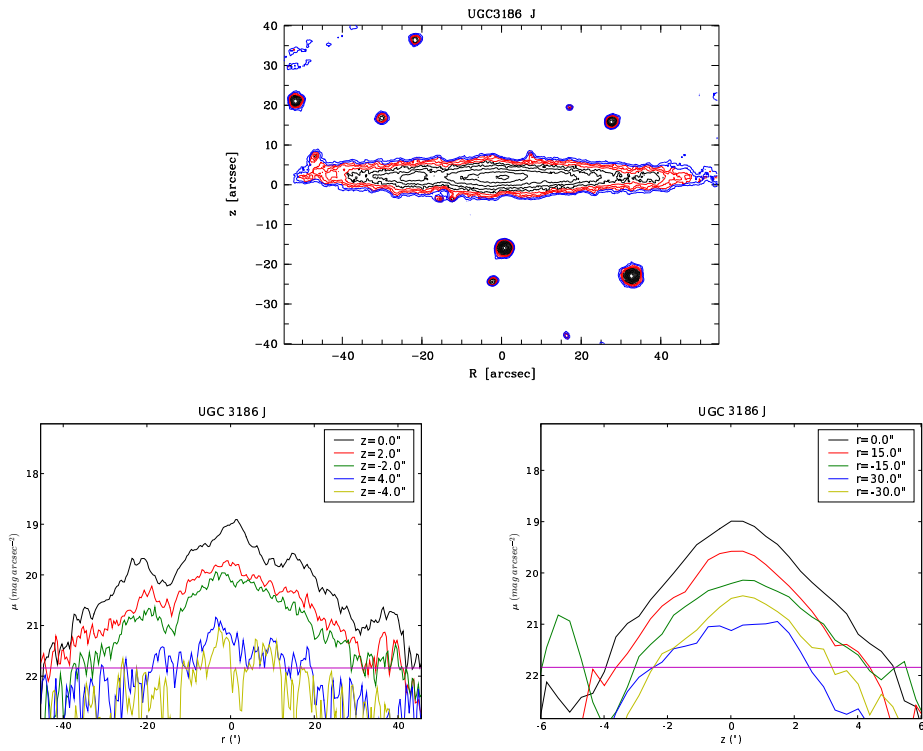 UGC3186 J
40
30
20
10
0
−10
−20
−30
−40
z [arcsec]
−40 −20 0 20 40
R [arcsec]
UGC 3186 J
17
18
19
20
21
22
μ (mag arcsec⁻²)
z=0.0"
z=2.0"
z=-2.0"
z=4.0"
z=-4.0"
-40 -20 0 20 40
r (")
UGC 3186 J
17
18
19
20
21
22
μ (mag arcsec⁻²)
r=0.0"
r=15.0"
r=-15.0"
r=30.0"
r=-30.0"
-6 -4 -2 0 2 4 6
z (")